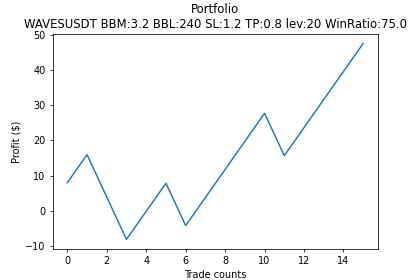 Portfolio
WAVESUSDT BBM:3.2 BBL:240 SL:1.2 TP:0.8 lev:20 WinRatio:75.0
50
40
30
20
10
0
−10
Profit ($)
0 2 4 6 8 10 12 14
Trade counts